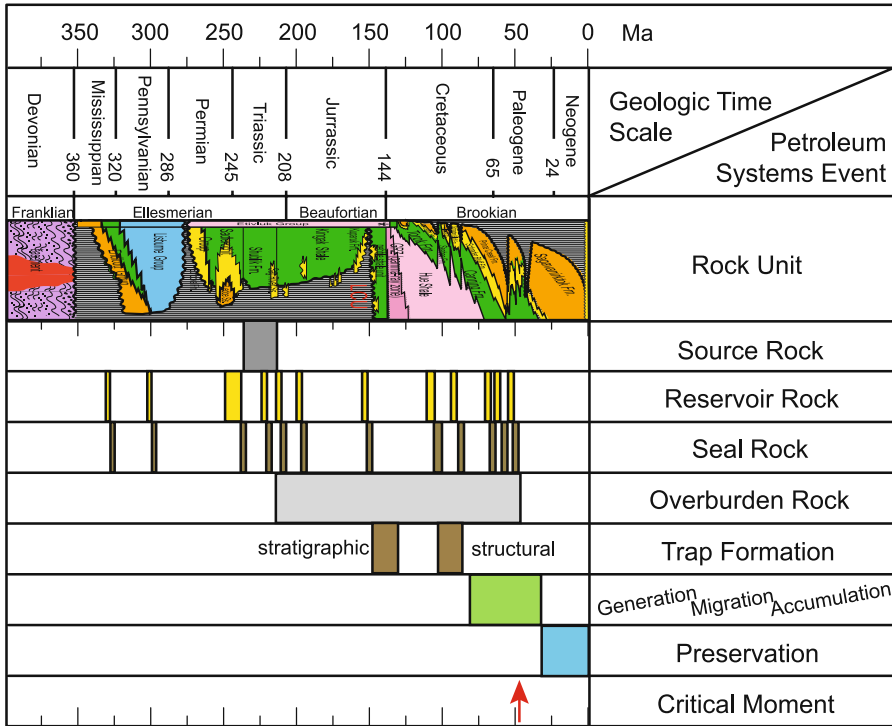 350 300 250 200 150 100 50 0 Ma
Devonian
360
Mississippian
320
Pennsylvanian
286
Permian
245
Triassic
208
Jurrassic
144
Cretaceous
65
Paleogene
24
Neogene
Geologic Time
Scale
Petroleum
Systems Event
Franklian Ellesmerian Beaufortian Brookian
Etivluk Group
Lisburne Group
Shublik Fm.
Kingak Shale
Hue Shale
Sagavanirktok Fm.
Rock Unit
Source Rock
Reservoir Rock
Seal Rock
Overburden Rock
stratigraphic structural
Trap Formation
Generation Migration Accumulation
Preservation
Critical Moment